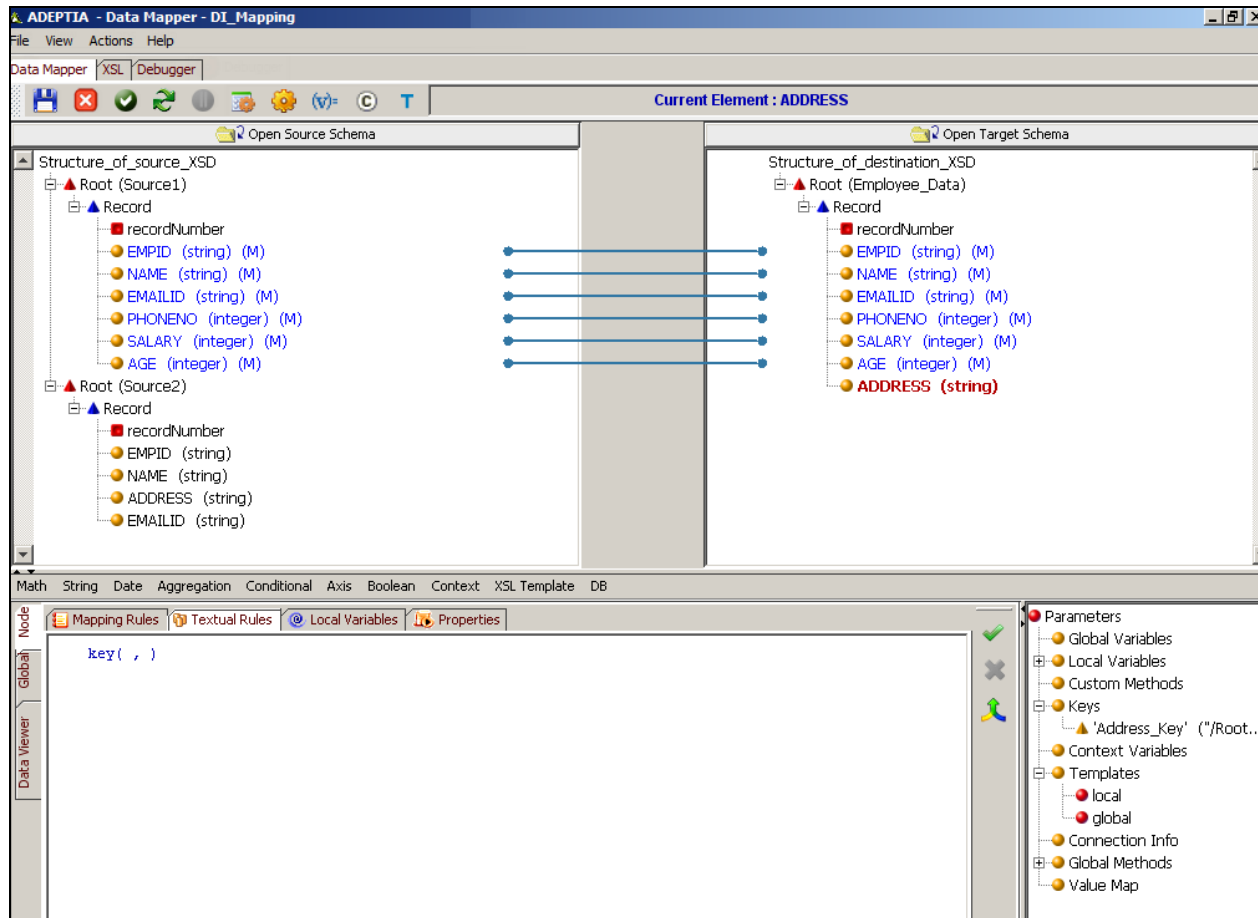 ADEPTIA - Data Mapper - DI_Mapping
File View Actions Help
Data Mapper XSL Debugger
(∀)= © T Current Element : ADDRESS
Open Source Schema
Open Target Schema
Structure_of_source_XSD
Root (Source1)
Record
recordNumber
EMPID (string) (M)
NAME (string) (M)
EMAILID (string) (M)
PHONENO (integer) (M)
SALARY (integer) (M)
AGE (integer) (M)
Root (Source2)
Record
recordNumber
EMPID (string)
NAME (string)
ADDRESS (string)
EMAILID (string)
Structure_of_destination_XSD
Root (Employee_Data)
Record
recordNumber
EMPID (string) (M)
NAME (string) (M)
EMAILID (string) (M)
PHONENO (integer) (M)
SALARY (integer) (M)
AGE (integer) (M)
ADDRESS (string)
Math String Date Aggregation Conditional Axis Boolean Context XSL Template DB
Node
Global
Data Viewer
Mapping Rules Textual Rules @ Local Variables Properties
key( , )
Parameters
Global Variables
Local Variables
Custom Methods
Keys
'Address_Key' ("/Root..
Context Variables
Templates
local
global
Connection Info
Global Methods
Value Map